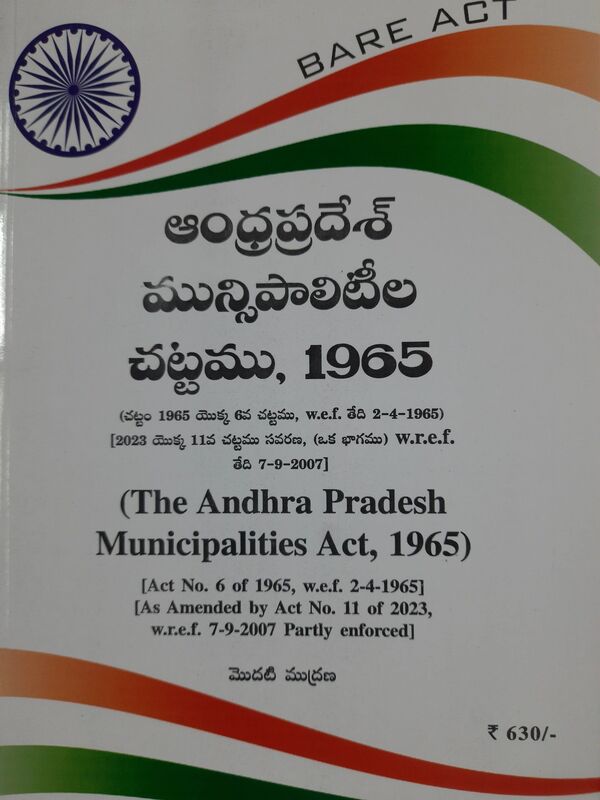 BARE ACT
ఆంధ్రప్రదేశ్
మున్సిపాలిటీల
చట్టము, 1965
(చట్టం 1965 యొక్క 6వ చట్టము, w.e.f. తేది 2-4-1965)
[2023 యొక్క 11వ చట్టము సవరణ, (ఒక భాగము) w.r.e.f.
తేది 7-9-2007]
(The Andhra Pradesh
Municipalities Act, 1965)
[Act No. 6 of 1965, w.e.f. 2-4-1965]
[As Amended by Act No. 11 of 2023,
w.r.e.f. 7-9-2007 Partly enforced]
మొదటి ముద్రణ
₹ 630/-